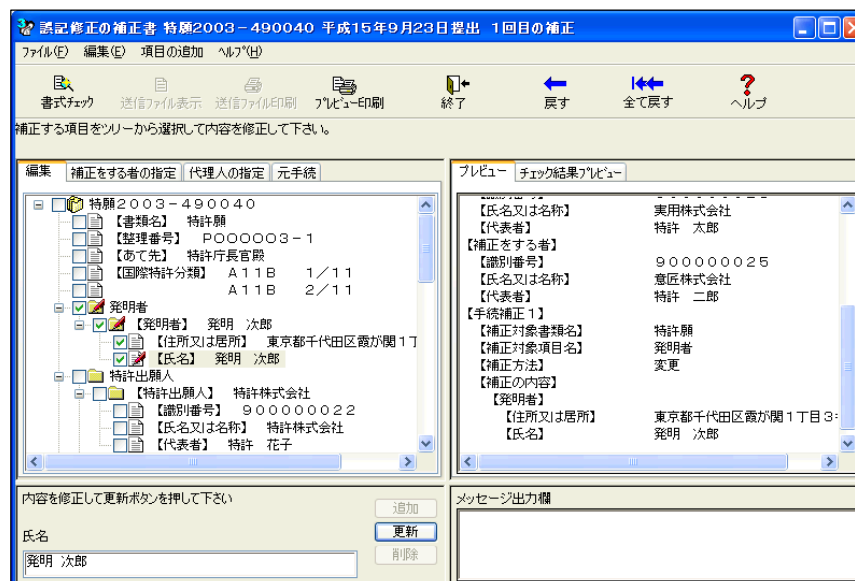 誤記修正の補正書 特願2003－490040 平成15年9月23日提出 1回目の補正
ファイル(F) 編集(E) 項目の追加 ヘルプ(H)
書式チェック 送信ファイル表示 送信ファイル印刷 プレビュー印刷 終了 戻す 全て戻す ヘルプ
補正する項目をツリーから選択して内容を修正して下さい。
編集 補正をする者の指定 代理人の指定 元手続
特願２００３－４９００４０
【書類名】 特許願
【整理番号】 Ｐ０００００３－１
【あて先】 特許庁長官殿
【国際特許分類】 Ａ１１Ｂ １／１１
Ａ１１Ｂ ２／１１
発明者
【発明者】 発明 次郎
【住所又は居所】 東京都千代田区霞が関１丁
【氏名】 発明 次郎
特許出願人
【特許出願人】 特許株式会社
【識別番号】 ９００００００２２
【氏名又は名称】 特許株式会社
【代表者】 特許 花子
プレビュー チェック結果プレビュー
【氏名又は名称】 実用株式会社
【代表者】 特許 太郎
【補正をする者】
【識別番号】 ９００００００２５
【氏名又は名称】 意匠株式会社
【代表者】 特許 二郎
【手続補正１】
【補正対象書類名】 特許願
【補正対象項目名】 発明者
【補正方法】 変更
【補正の内容】
【発明者】
【住所又は居所】 東京都千代田区霞が関１丁目３
【氏名】 発明 次郎
内容を修正して更新ボタンを押して下さい
追加
更新
削除
氏名
発明 次郎
メッセージ出力欄